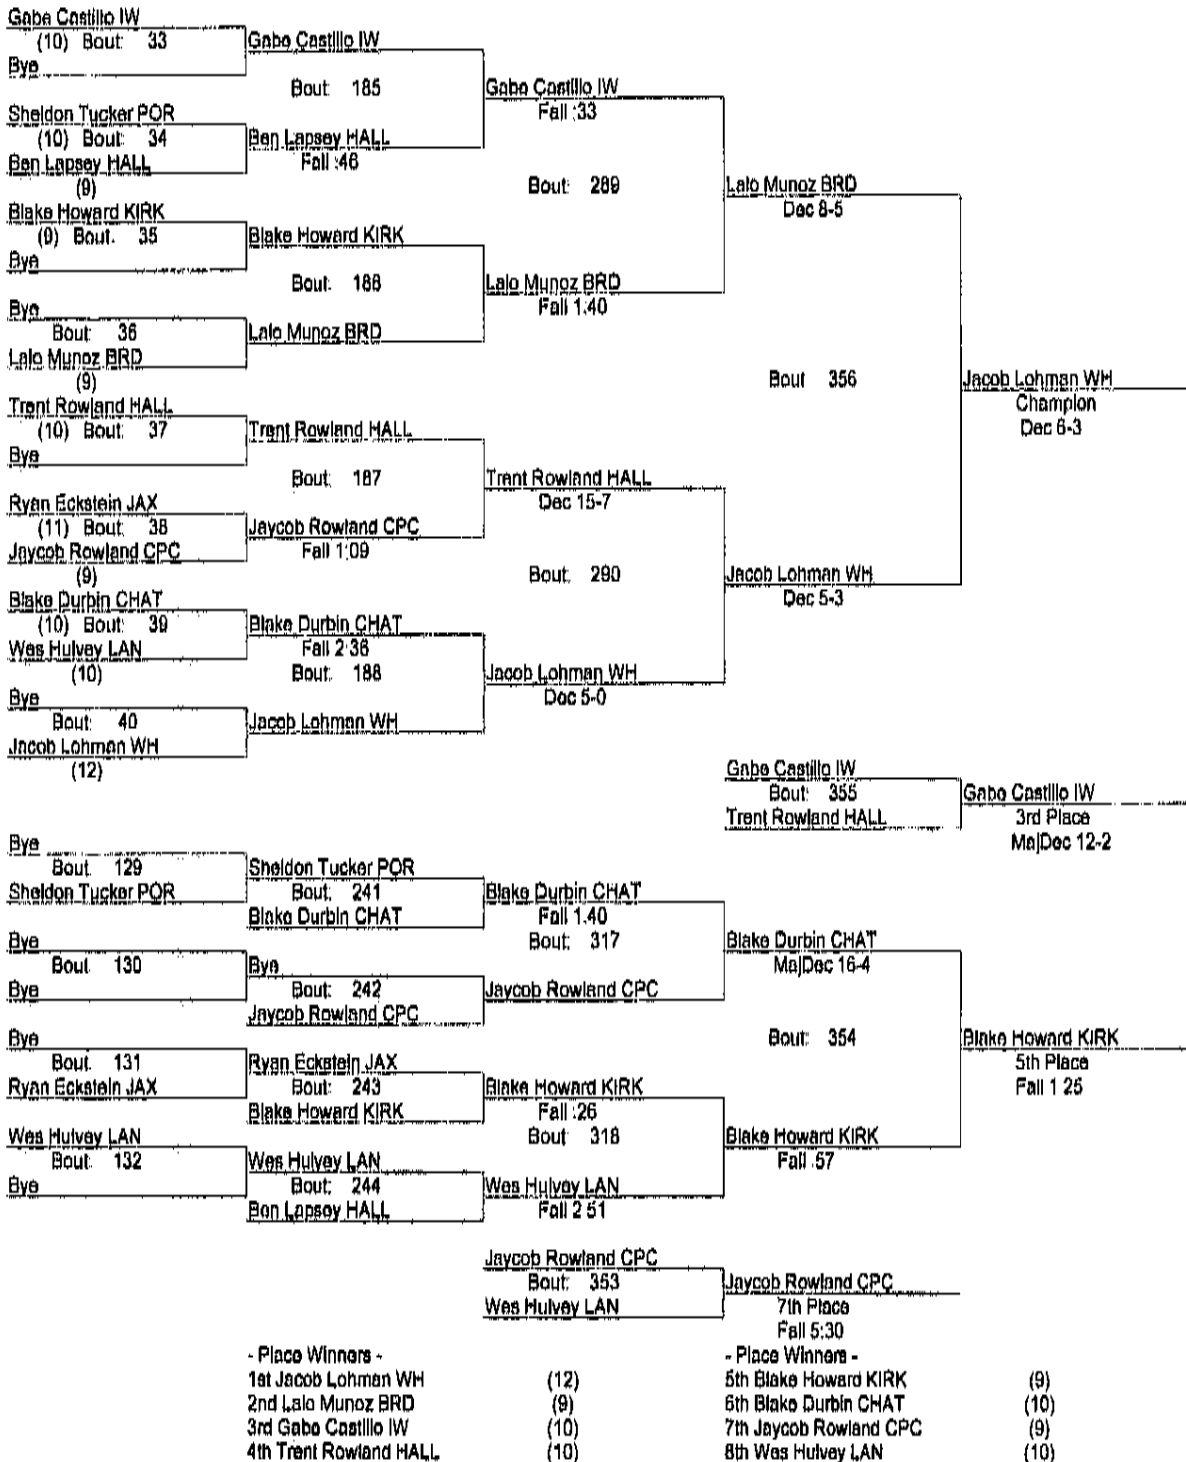 Gabe Castillo IW
(10) Bout: 33
Bye
Gabe Castillo IW
Bout: 185
Sheldon Tucker POR
(10) Bout: 34
Ben Lapsey HALL
(9)
Ben Lapsey HALL
Fall :46
Gabe Castillo IW
Fall :33
Bout: 289
Blake Howard KIRK
(9) Bout. 35
Bye
Blake Howard KIRK
Bout: 186
Bye
Bout: 36
Lalo Munoz BRD
(9)
Lalo Munoz BRD
Lalo Munoz BRD
Fall 1:40
Lalo Munoz BRD
Dec 8-5
Bout 356
Trent Rowland HALL
(10) Bout: 37
Bye
Trent Rowland HALL
Bout: 187
Ryan Eckstein JAX
(11) Bout: 38
Jaycob Rowland CPC
(9)
Jaycob Rowland CPC
Fall 1:09
Trent Rowland HALL
Dec 15-7
Bout: 290
Blake Durbin CHAT
(10) Bout: 39
Wes Hulvey LAN
(10)
Blake Durbin CHAT
Fall 2:36
Bout: 188
Bye
Bout: 40
Jacob Lohman WH
(12)
Jacob Lohman WH
Jacob Lohman WH
Dec 5-0
Jacob Lohman WH
Dec 5-3
Jacob Lohman WH
Champion
Dec 6-3
Gabe Castillo IW
Bout: 355
Trent Rowland HALL
Gabe Castillo IW
3rd Place
MajDec 12-2
Bye
Bout 129
Sheldon Tucker POR
Sheldon Tucker POR
Bout: 241
Blake Durbin CHAT
Blake Durbin CHAT
Fall 1.40
Bout: 317
Bye
Bout 130
Bye
Bye
Bout: 242
Jaycob Rowland CPC
Jaycob Rowland CPC
Blake Durbin CHAT
MajDec 16-4
Bout: 354
Bye
Bout: 131
Ryan Eckstein JAX
Ryan Eckstein JAX
Bout: 243
Blake Howard KIRK
Blake Howard KIRK
Fall :26
Bout 318
Wes Hulvey LAN
Bout: 132
Bye
Wes Hulvey LAN
Bout: 244
Ben Lapsey HALL
Wes Hulvey LAN
Fall 2 51
Blake Howard KIRK
Fall :57
Blake Howard KIRK
5th Place
Fall 1 25
Jaycob Rowland CPC
Bout: 353
Wes Hulvey LAN
Jaycob Rowland CPC
7th Place
Fall 5:30
- Place Winners -
1st Jacob Lohman WH (12)
2nd Lalo Munoz BRD (9)
3rd Gabe Castillo IW (10)
4th Trent Rowland HALL (10)
- Place Winners -
5th Blake Howard KIRK (9)
6th Blake Durbin CHAT (10)
7th Jaycob Rowland CPC (9)
8th Wes Hulvey LAN (10)